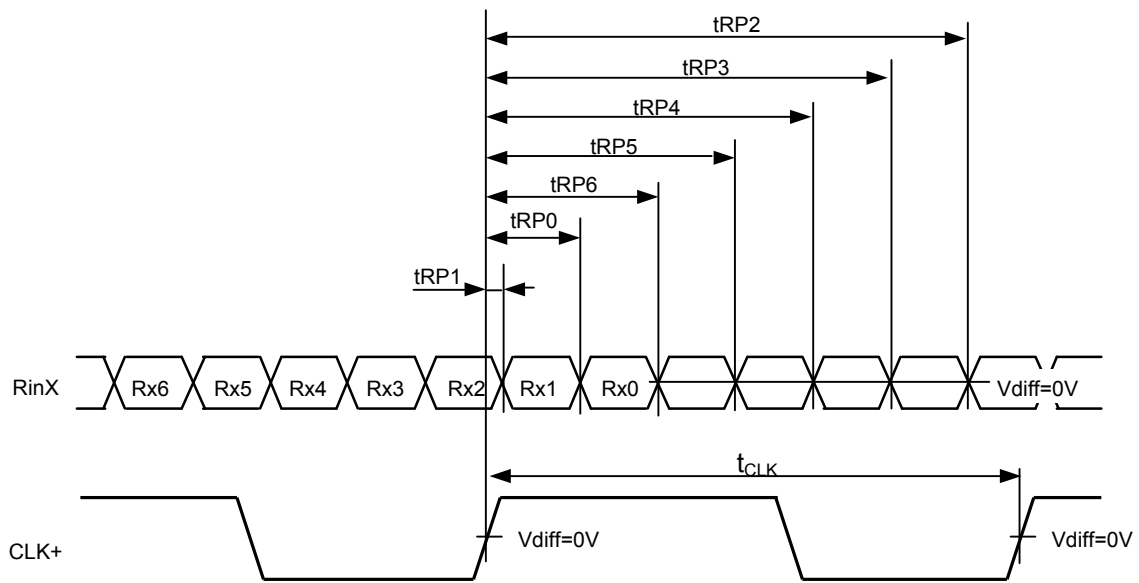 tRP2
tRP3
tRP4
tRP5
tRP6
tRP0
tRP1
RinX Rx6 Rx5 Rx4 Rx3 Rx2 Rx1 Rx0 Vdiff=0V
tCLK
CLK+ Vdiff=0V Vdiff=0V